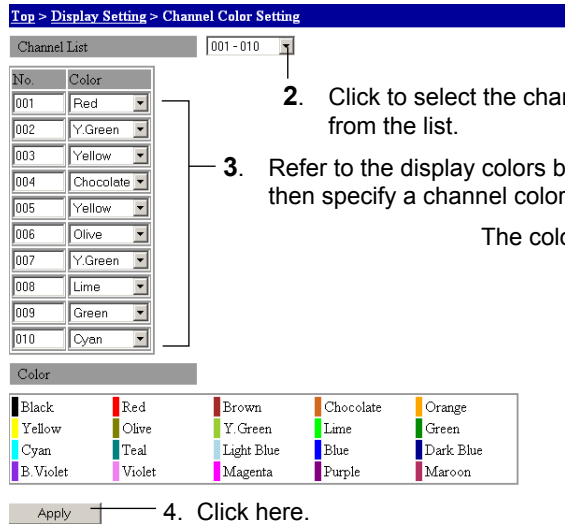 Top > Display Setting > Channel Color Setting
Channel List 001 - 010
No. Color
001 Red
002 Y.Green
003 Yellow
004 Chocolate
005 Yellow
006 Olive
007 Y.Green
008 Lime
009 Green
010 Cyan
2. Click to select the
from the list.
3. Refer to the display colors
then specify a channel color
The
Color
Black Red Brown Chocolate Orange
Yellow Olive Y.Green Lime Green
Cyan Teal Light Blue Blue Dark Blue
B.Violet Violet Magenta Purple Maroon
Apply 4. Click here.